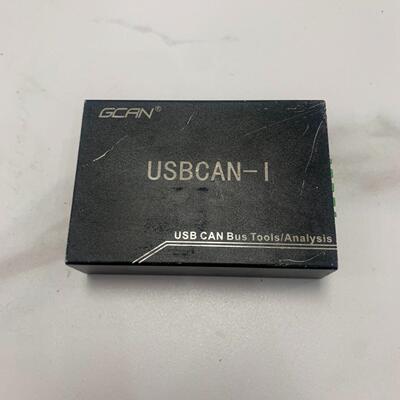 GCAN®
USBCAN-I
USB CAN Bus Tools/Analysis